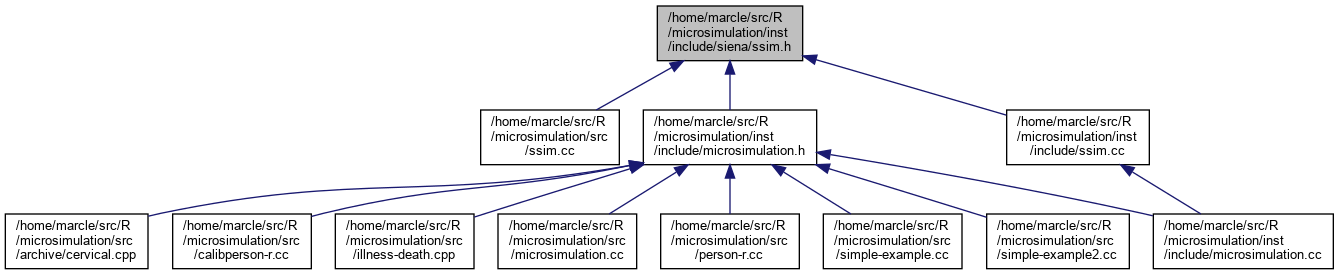 /home/marcle/src/R
/microsimulation/inst
/include/siena/ssim.h
/home/marcle/src/R
/microsimulation/src
/ssim.cc
/home/marcle/src/R
/microsimulation/inst
/include/microsimulation.h
/home/marcle/src/R
/microsimulation/inst
/include/ssim.cc
/home/marcle/src/R
/microsimulation/src
/archive/cervical.cpp
/home/marcle/src/R
/microsimulation/src
/calibperson-r.cc
/home/marcle/src/R
/microsimulation/src
/illness-death.cpp
/home/marcle/src/R
/microsimulation/src
/microsimulation.cc
/home/marcle/src/R
/microsimulation/src
/person-r.cc
/home/marcle/src/R
/microsimulation/src
/simple-example.cc
/home/marcle/src/R
/microsimulation/src
/simple-example2.cc
/home/marcle/src/R
/microsimulation/inst
/include/microsimulation.cc